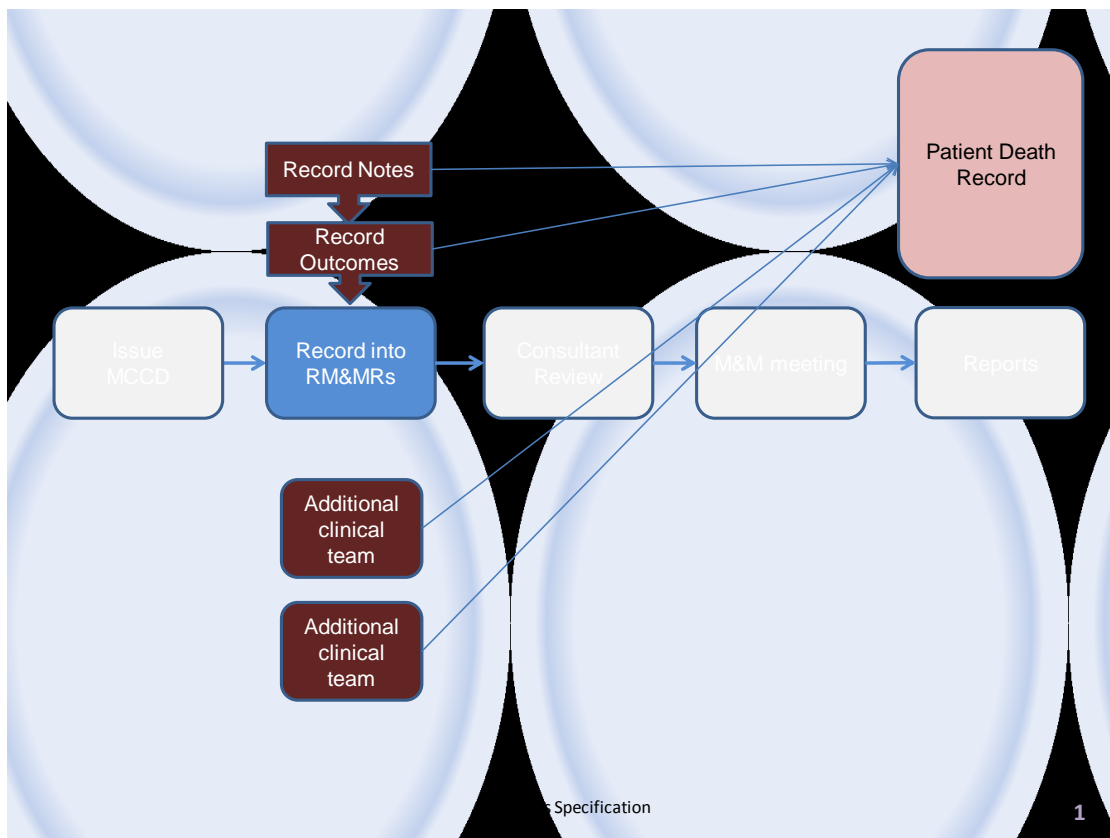 Patient Death
Record
Record Notes
Record
Outcomes
Issue
MCCD
Record into
RM&MRs
Consultant
Review
M&M meeting
Reports
Additional
clinical
team
Additional
clinical
team
Specification
1